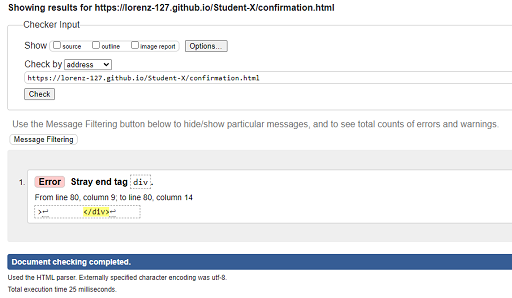 Showing results for https://lorenz-127.github.io/Student-X/confirmation.html
Checker Input
Show source outline image report Options...
Check by address
https://lorenz-127.github.io/Student-X/confirmation.html
Check
Use the Message Filtering button below to hide/show particular messages, and to see total counts of errors and warnings.
Message Filtering
1. Error Stray end tag div.
From line 80, column 9; to line 80, column 14
>↩ </div>↩
Document checking completed.
Used the HTML parser. Externally specified character encoding was utf-8.
Total execution time 25 milliseconds.